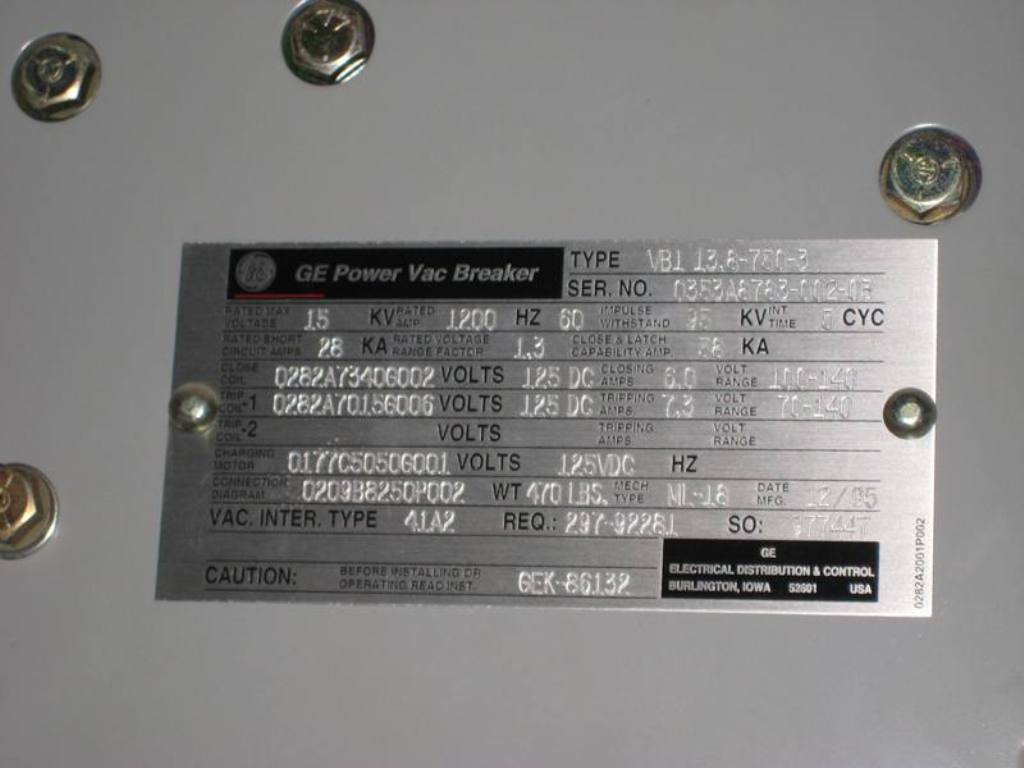 GE Power Vac Breaker
TYPE VB1 13.8-750-3
SER. NO. 0353A8783-002-03
RATED MAX VOLTAGE 15 KV RATED AMP 1200 HZ 60 IMPULSE WITHSTAND 95 KV INT TIME 5 CYC
RATED SHORT CIRCUIT AMPS 28 KA RATED VOLTAGE RANGE FACTOR 1.3 CLOSE & LATCH CAPABILITY AMP. 58 KA
CLOSE COIL 0282A7340G002 VOLTS 125 DC CLOSING AMPS 6.0 VOLT RANGE 100-140
TRIP COIL-1 0282A7015G006 VOLTS 125 DC TRIPPING AMPS 7.3 VOLT RANGE 70-140
TRIP COIL-2 VOLTS TRIPPING AMPS VOLT RANGE
CHARGING MOTOR 0177C5050G001 VOLTS 125VDC HZ
CONNECTION DIAGRAM 0209B8250P002 WT 470 LBS. MECH TYPE ML-18 DATE MFG. 12/95
VAC. INTER. TYPE 41A2 REQ.: 297-92281 SO: 977447
CAUTION: BEFORE INSTALLING OR OPERATING READ INST. GEK-86132
GE
ELECTRICAL DISTRIBUTION & CONTROL
BURLINGTON, IOWA 52601 USA
0282A2001P002